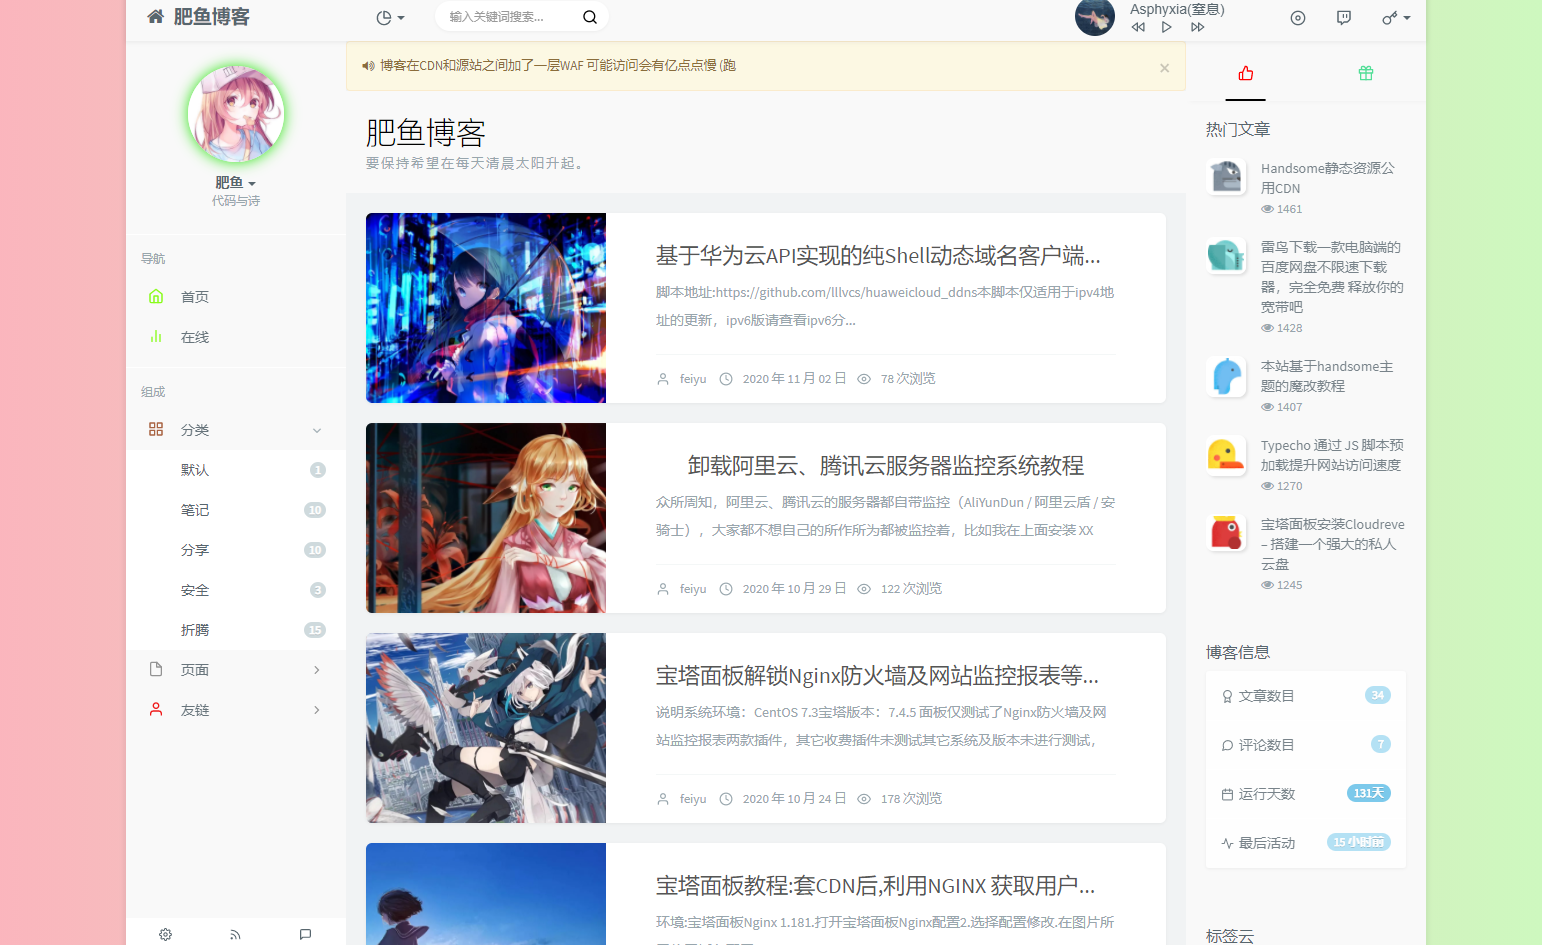 肥鱼博客
输入关键词搜索...
Asphyxia(窒息)
肥鱼
代码与诗
导航
首页
在线
组成
分类
默认 1
笔记 10
分享 10
安全 3
折腾 15
页面
友链
博客在CDN和源站之间加了一层WAF 可能访问会有亿点点慢 (跑
肥鱼博客
要保持希望在每天清晨太阳升起。
基于华为云API实现的纯Shell动态域名客户端...
脚本地址:https://github.com/lllvcs/huaweicloud_ddns本脚本仅适用于ipv4地
址的更新，ipv6版请查看ipv6分...
feiyu 2020 年 11 月 02 日 78 次浏览
卸载阿里云、腾讯云服务器监控系统教程
众所周知，阿里云、腾讯云的服务器都自带监控（AliYunDun / 阿里云盾 / 安
骑士），大家都不想自己的所作所为都被监控着，比如我在上面安装 XX
feiyu 2020 年 10 月 29 日 122 次浏览
宝塔面板解锁Nginx防火墙及网站监控报表等...
说明系统环境：CentOS 7.3宝塔版本：7.4.5 面板仅测试了Nginx防火墙及网
站监控报表两款插件，其它收费插件未测试其它系统及版本未进行测试，
feiyu 2020 年 10 月 24 日 178 次浏览
宝塔面板教程:套CDN后,利用NGINX 获取用户...
环境:宝塔面板Nginx 1.181.打开宝塔面板Nginx配置2.选择配置修改.在图片所
热门文章
Handsome静态资源公
用CDN
1461
雷鸟下载一款电脑端的
百度网盘不限速下载
器，完全免费 释放你的
宽带吧
1428
本站基于handsome主
题的魔改教程
1407
Typecho 通过 JS 脚本预
加载提升网站访问速度
1270
宝塔面板安装Cloudreve
– 搭建一个强大的私人
云盘
1245
博客信息
文章数目 34
评论数目 7
运行天数 131天
最后活动 15 小时前
标签云